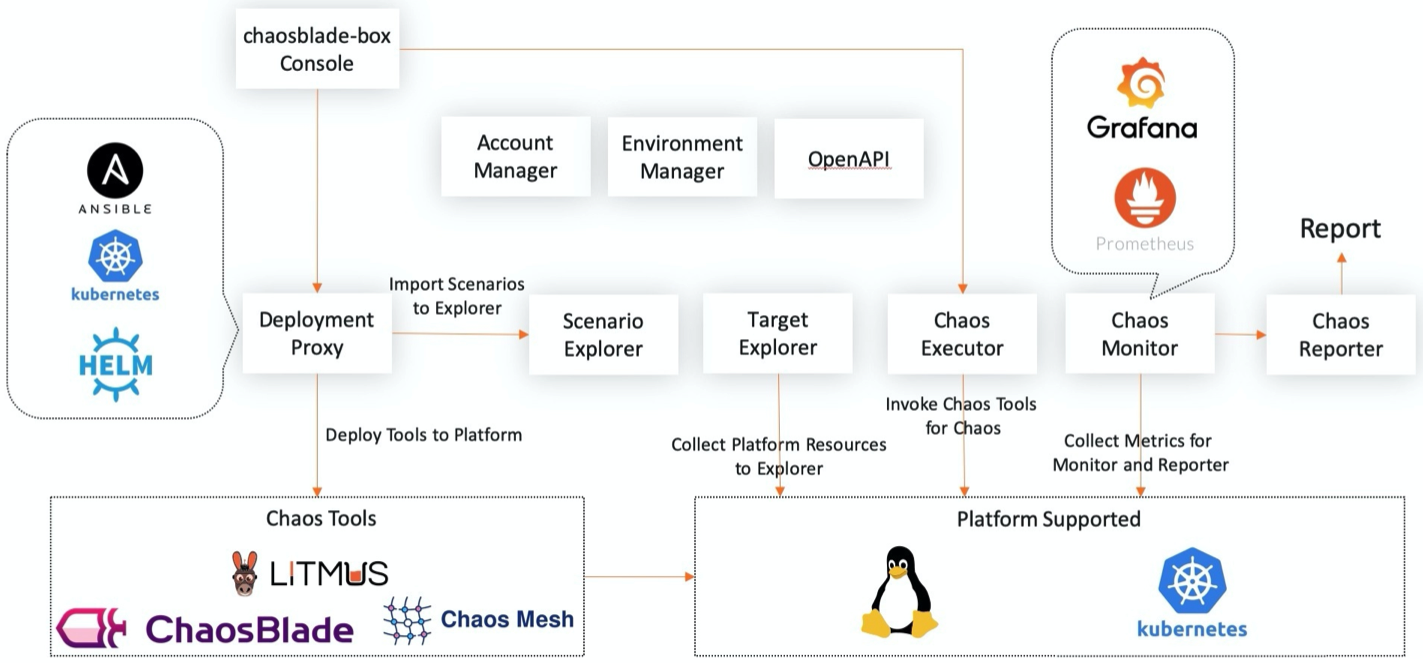 chaosblade-box
Console
Account
Manager
Environment
Manager
OpenAPI
Grafana
Prometheus
ANSIBLE
kubernetes
HELM
Report
Import Scenarios
to Explorer
Deployment
Proxy
Scenario
Explorer
Target
Explorer
Chaos
Executor
Chaos
Monitor
Chaos
Reporter
Deploy Tools to Platform
Collect Platform Resources
to Explorer
Invoke Chaos Tools
for Chaos
Collect Metrics for
Monitor and Reporter
Chaos Tools
LITMUS
ChaosBlade
Chaos Mesh
Platform Supported
kubernetes